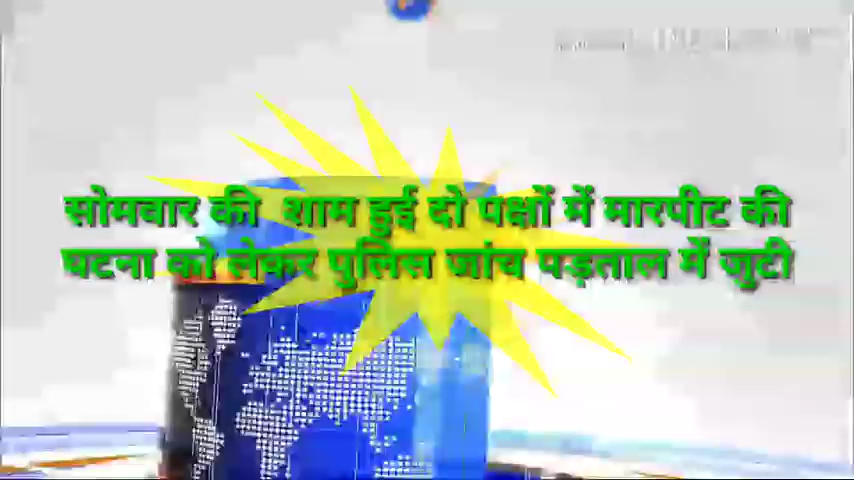 सोमवार की शाम हुई दो पक्षों में मारपीट की
घटना को लेकर पुलिस जांच पड़ताल में जुटी